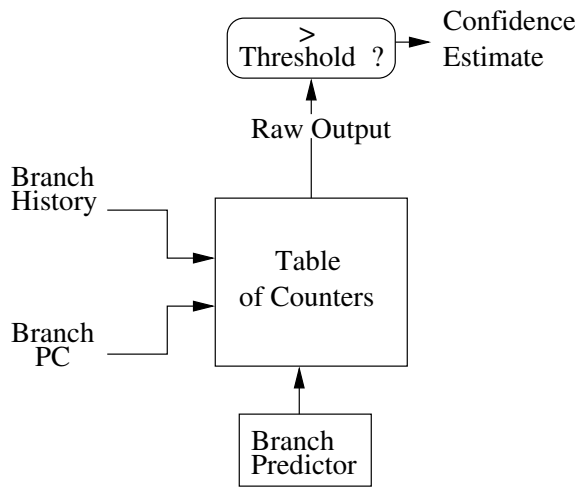 >
Threshold ?
Confidence
Estimate
Raw Output
Branch
History
Table
of Counters
Branch
PC
Branch
Predictor